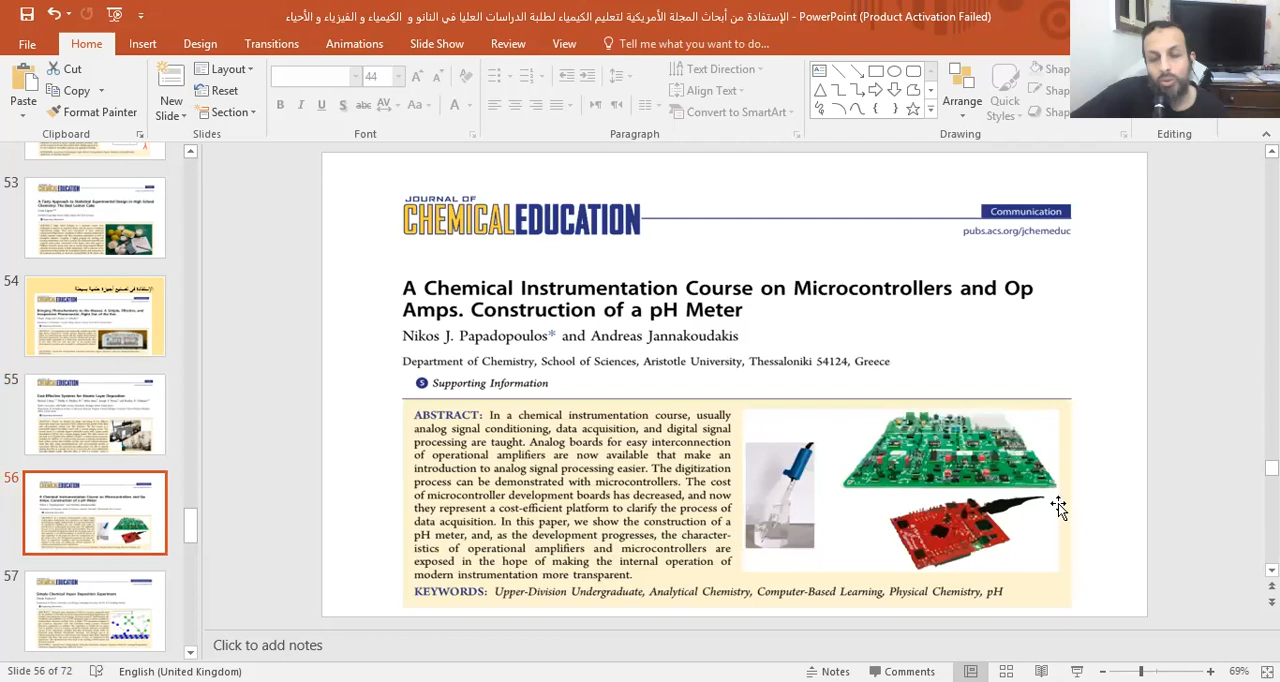 الإستفادة من أبحاث المجلة الأمريكية لتعليم الكيمياء لطلبة الدراسات العليا في النانو و الكيمياء و الفيزياء و الأحياء - PowerPoint (Product Activation Failed)
File
Home
Insert
Design
Transitions
Animations
Slide Show
Review
View
Tell me what you want to do...
Paste
Cut
Copy
Format Painter
Clipboard
New
Slide
Layout
Reset
Section
Slides
44
Font
Text Direction
Align Text
Convert to SmartArt
Paragraph
Arrange
Quick
Styles
Drawing
Editing
53
54
55
56
57
JOURNAL OF
CHEMICALEDUCATION
Communication
pubs.acs.org/jchemeduc
A Chemical Instrumentation Course on Microcontrollers and Op
Amps. Construction of a pH Meter
Nikos J. Papadopoulos* and Andreas Jannakoudakis
Department of Chemistry, School of Sciences, Aristotle University, Thessaloniki 54124, Greece
S Supporting Information
ABSTRACT: In a chemical instrumentation course, usually
analog signal conditioning, data acquisition, and digital signal
processing are taught. Analog boards for easy interconnection
of operational amplifiers are now available that make an
introduction to analog signal processing easier. The digitization
process can be demonstrated with microcontrollers. The cost
of microcontroller development boards has decreased, and now
they represent a cost-efficient platform to clarify the process of
data acquisition. In this paper, we show the construction of a
pH meter, and, as the development progresses, the character-
istics of operational amplifiers and microcontrollers are
exposed in the hope of making the internal operation of
modern instrumentation more transparent.
KEYWORDS: Upper-Division Undergraduate, Analytical Chemistry, Computer-Based Learning, Physical Chemistry, pH
Click to add notes
Slide 56 of 72
English (United Kingdom)
Notes
Comments
69%